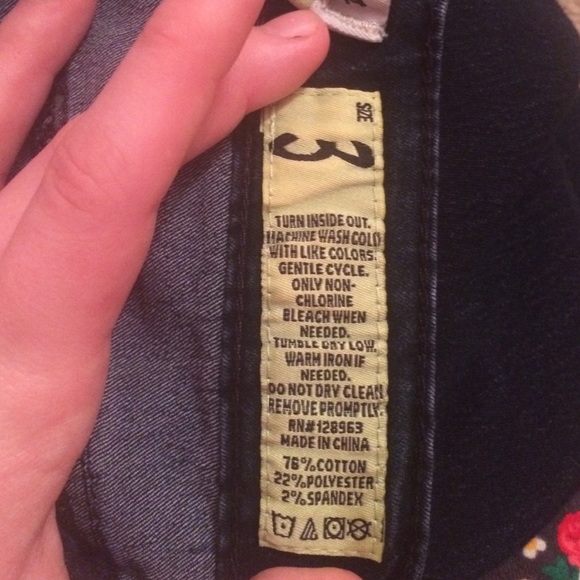 SIZE
3
TURN INSIDE OUT.
MACHINE WASH COLD
WITH LIKE COLORS.
GENTLE CYCLE.
ONLY NON-
CHLORINE
BLEACH WHEN
NEEDED.
TUMBLE DRY LOW.
WARM IRON IF
NEEDED.
DO NOT DRY CLEAN
REMOVE PROMPTLY.
RN#128963
MADE IN CHINA
76%COTTON
22%POLYESTER
2%SPANDEX